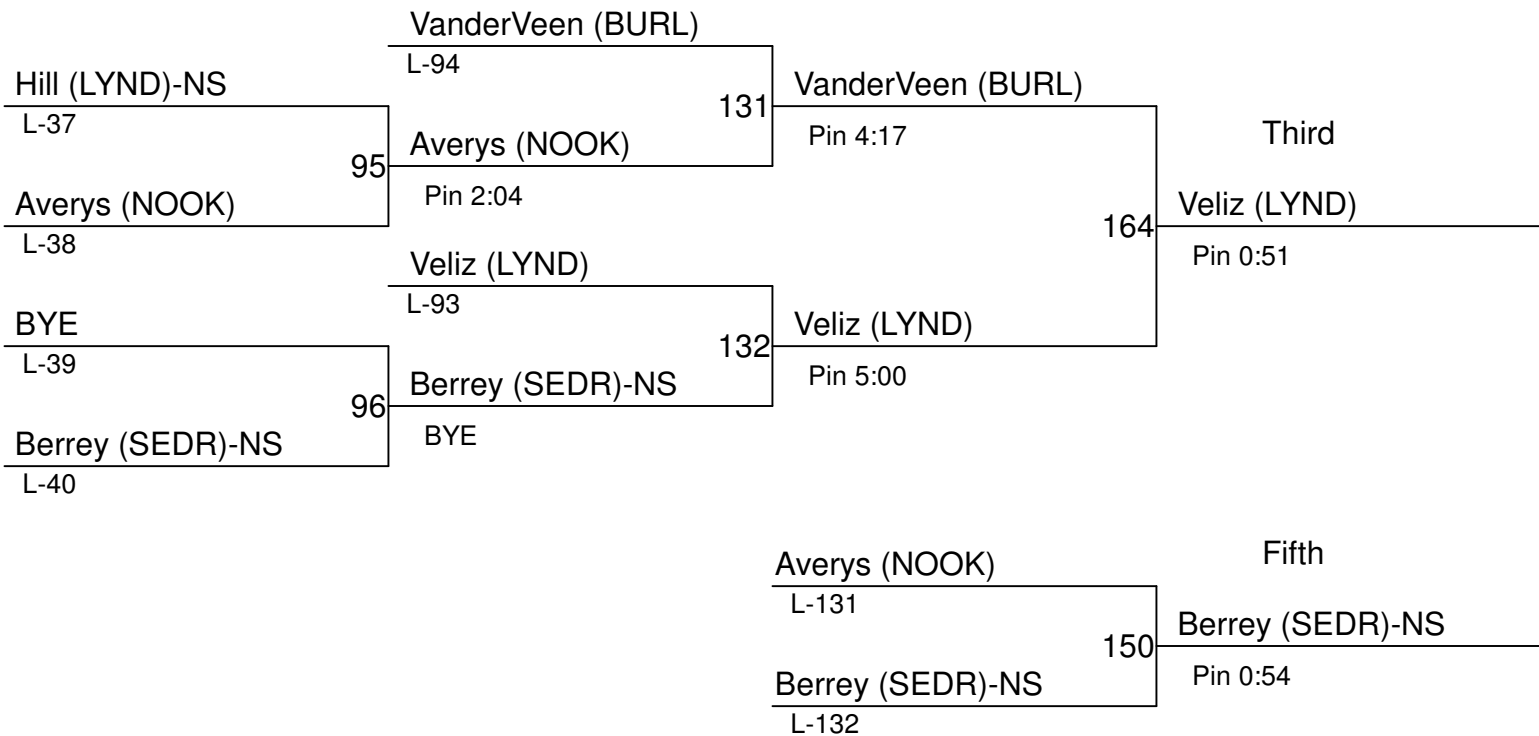 VanderVeen (BURL)
L-94
Hill (LYND)-NS
L-37
131
VanderVeen (BURL)
Pin 4:17
Third
95
Averys (NOOK)
Pin 2:04
Averys (NOOK)
L-38
164
Veliz (LYND)
Pin 0:51
Veliz (LYND)
L-93
BYE
L-39
132
Veliz (LYND)
Pin 5:00
96
Berrey (SEDR)-NS
BYE
Berrey (SEDR)-NS
L-40
Averys (NOOK)
L-131
Fifth
150
Berrey (SEDR)-NS
Pin 0:54
Berrey (SEDR)-NS
L-132